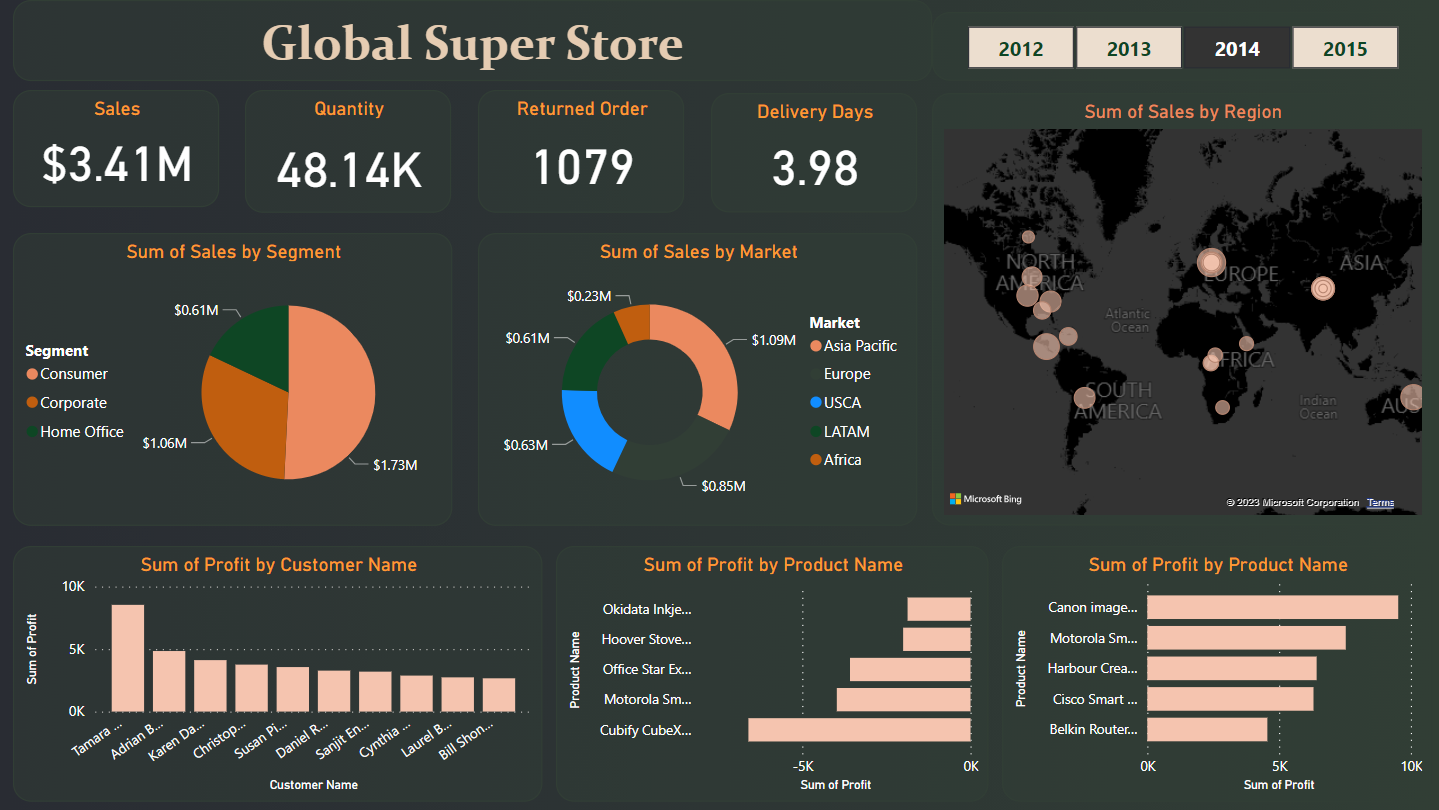 Global Super Store
2012
2013
2014
2015
Sales
$3.41M
Quantity
48.14K
Returned Order
1079
Delivery Days
3.98
Sum of Sales by Segment
Segment
Consumer
Corporate
Home Office
$0.61M
$1.06M
$1.73M
Sum of Sales by Market
$0.23M
$0.61M
$0.63M
$1.09M
$0.85M
Market
Asia Pacific
Europe
USCA
LATAM
Africa
Sum of Sales by Region
NORTH
AMERICA
EUROPE
ASIA
Atlantic
Ocean
AFRICA
SOUTH
AMERICA
Indian
Ocean
AUS
Microsoft Bing
© 2023 Microsoft Corporation Terms
Sum of Profit by Customer Name
Sum of Profit
10K
5K
0K
Tamara ...
Adrian B...
Karen Da...
Christop...
Susan Pi...
Daniel R...
Sanjit En...
Cynthia ...
Laurel B...
Bill Shon...
Customer Name
Sum of Profit by Product Name
Product Name
Okidata Inkje...
Hoover Stove...
Office Star Ex...
Motorola Sm...
Cubify CubeX...
-5K
0K
Sum of Profit
Sum of Profit by Product Name
Product Name
Canon image...
Motorola Sm...
Harbour Crea...
Cisco Smart ...
Belkin Router...
0K
5K
10K
Sum of Profit